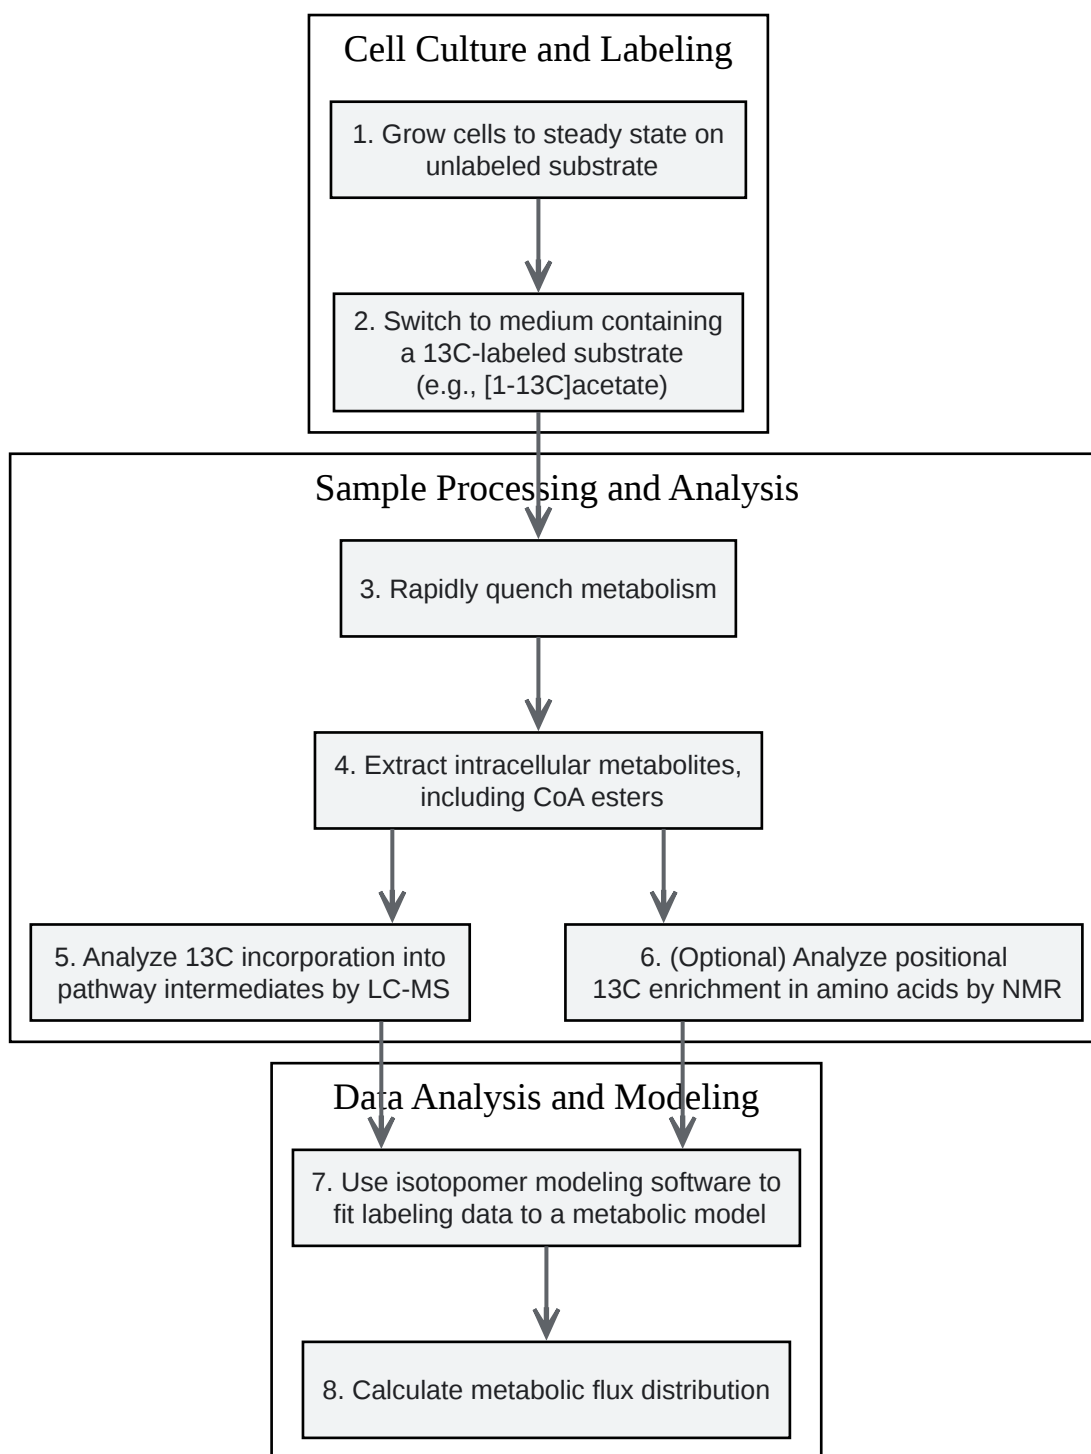 Cell Culture and Labeling
1. Grow cells to steady state on
unlabeled substrate
2. Switch to medium containing
a 13C-labeled substrate
(e.g., [1-13C]acetate)
Sample Processing and Analysis
3. Rapidly quench metabolism
4. Extract intracellular metabolites,
including CoA esters
5. Analyze 13C incorporation into
pathway intermediates by LC-MS
6. (Optional) Analyze positional
13C enrichment in amino acids by NMR
Data Analysis and Modeling
7. Use isotopomer modeling software to
fit labeling data to a metabolic model
8. Calculate metabolic flux distribution